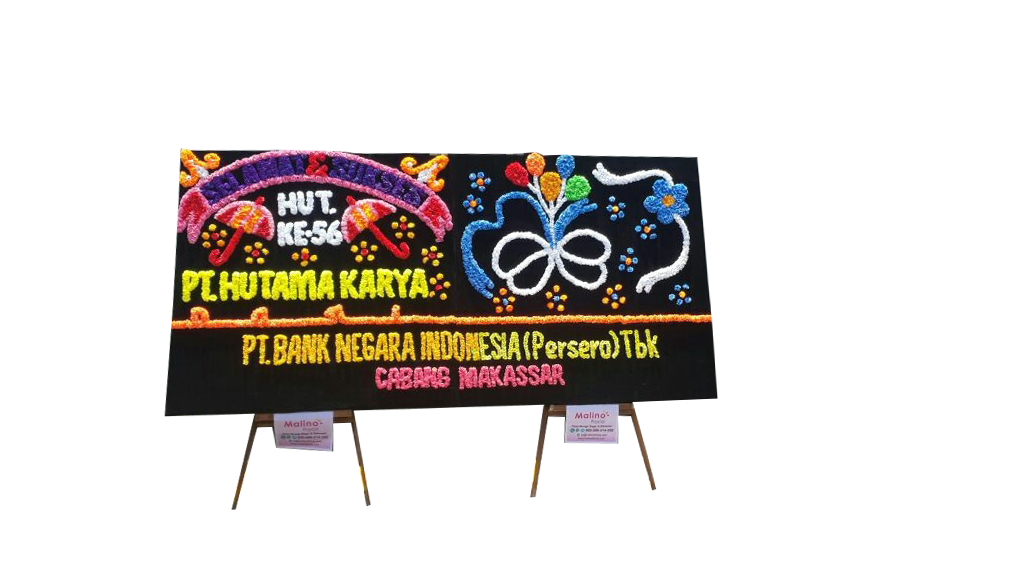 SELAMAT & SUKSES
HUT.
KE-56
PT. HUTAMA KARYA
PT. BANK NEGARA INDONESIA (Persero) Tbk
CABANG MAKASSAR
Malino
Malino